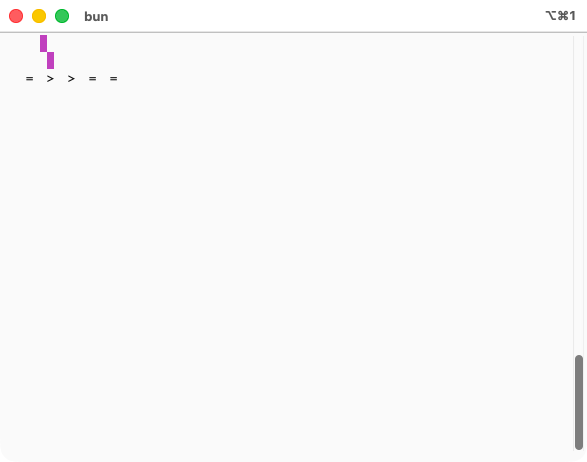 bun
⌥⌘1
= > > = =